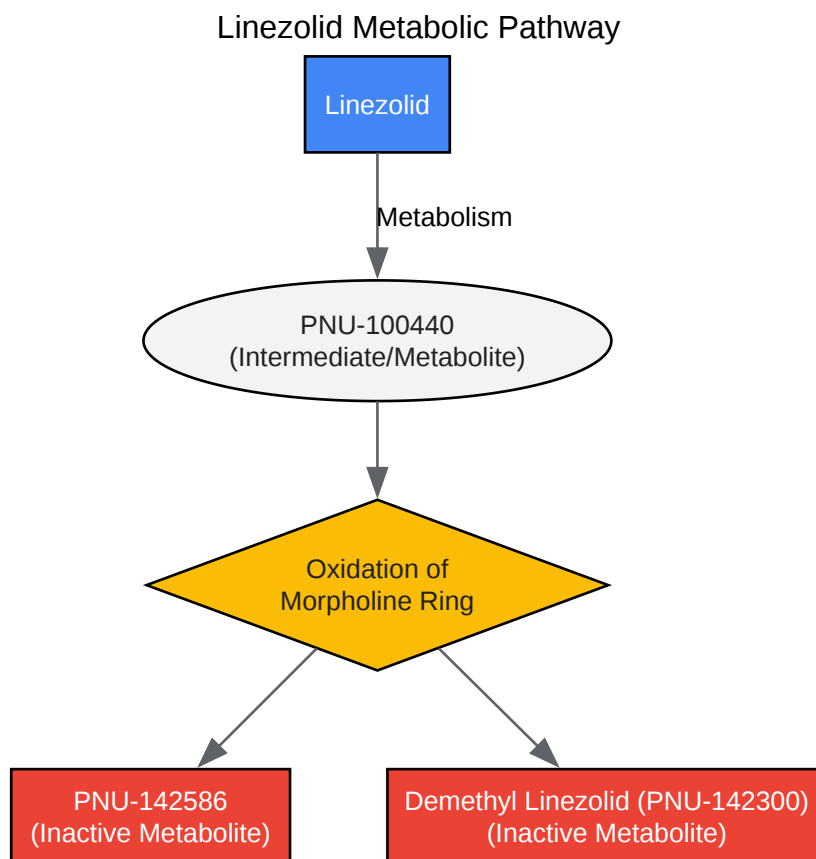 Linezolid Metabolic Pathway
Linezolid
Metabolism
PNU-100440
(Intermediate/Metabolite)
Oxidation of
Morpholine Ring
PNU-142586
(Inactive Metabolite)
Demethyl Linezolid (PNU-142300)
(Inactive Metabolite)